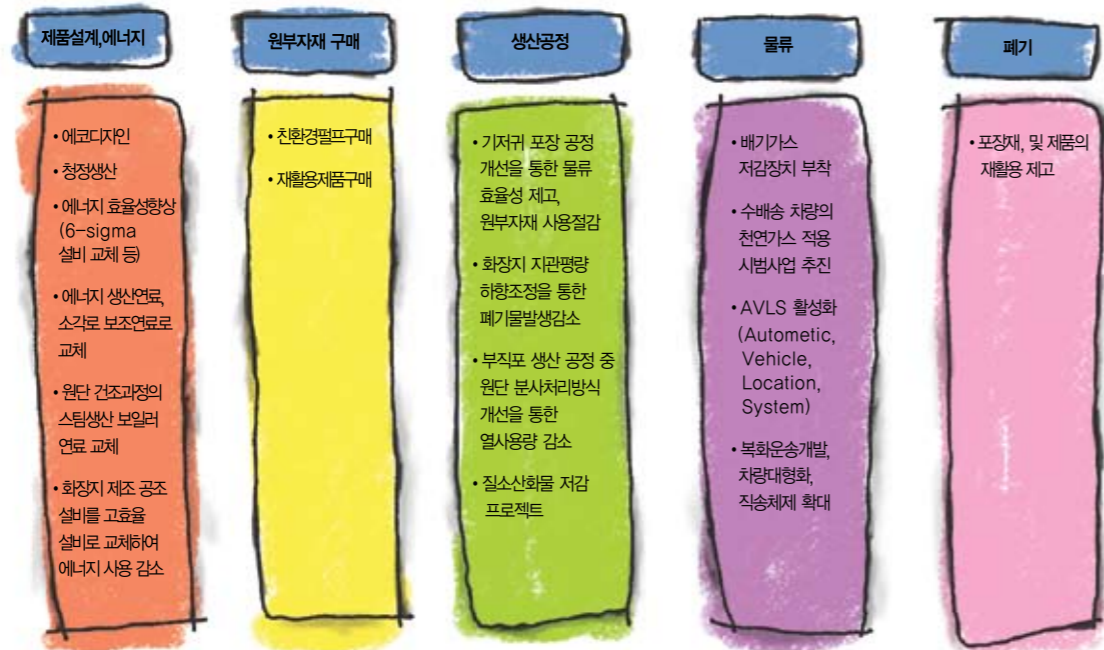 제품설계,에너지
• 에코디자인
• 청정생산
• 에너지 효율성향상
(6-sigma
설비 교체 등)
• 에너지 생산연료,
소각로 보조연료로
교체
• 원단 건조과정의
스팀생산 보일러
연료 교체
• 화장지 제조 공조
설비를 고효율
설비로 교체하여
에너지 사용 감소
원부자재 구매
• 친환경펄프구매
• 재활용제품구매
생산공정
• 기저귀 포장 공정
개선을 통한 물류
효율성 제고,
원부자재 사용절감
• 화장지 지관평량
하향조정을 통한
폐기물발생감소
• 부직포 생산 공정 중
원단 분사처리방식
개선을 통한
열사용량 감소
• 질소산화물 저감
프로젝트
물류
• 배기가스
저감장치 부착
• 수배송 차량의
천연가스 적용
시범사업 추진
• AVLS 활성화
(Autometic,
Vehicle,
Location,
System)
• 복화운송개발,
차량대형화,
직송체제 확대
폐기
• 포장재, 및 제품의
재활용 제고